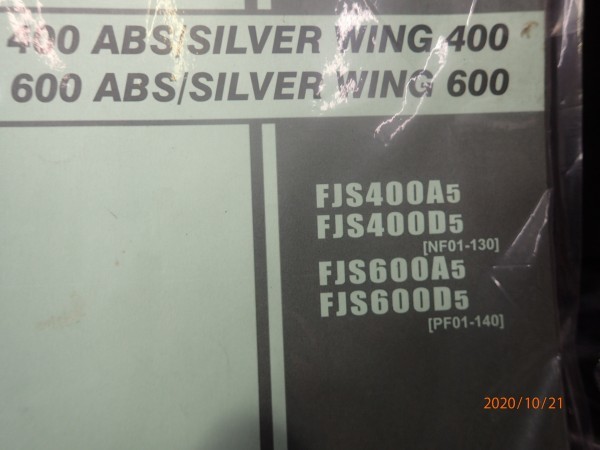 400 ABS/SILVER WING 400
600 ABS/SILVER WING 600
FJS400A5
FJS400D5
[NF01-130]
FJS600A5
FJS600D5
[PF01-140]
2020/10/21